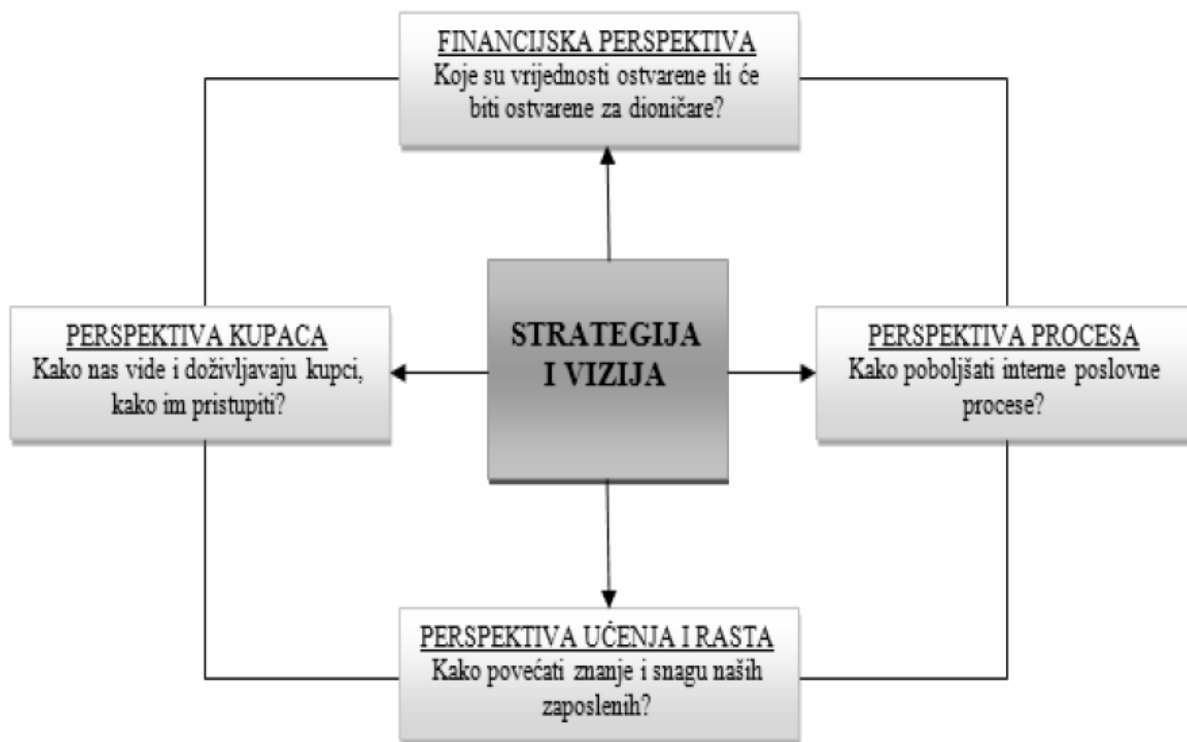 FINANCIJSKA PERSPEKTIVA
Koje su vrijednosti ostvarene ili će
biti ostvarene za dioničare?
PERSPEKTIVA KUPACA
Kako nas vide i doživljavaju kupci,
kako im pristupiti?
STRATEGIJA
I VIZIJA
PERSPEKTIVA PROCESA
Kako poboljšati interne poslovne
procese?
PERSPEKTIVA UČENJA I RASTA
Kako povećati znanje i snagu naših
zaposlenih?